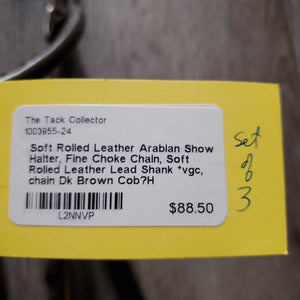 The Tack Collector
1003955-24
Soft Rolled Leather Arabian Show
Halter, Fine Choke Chain, Soft
Rolled Leather Lead Shank *vgc,
chain Dk Brown Cob?H
L2NNVP
$88.50
Set
of
3